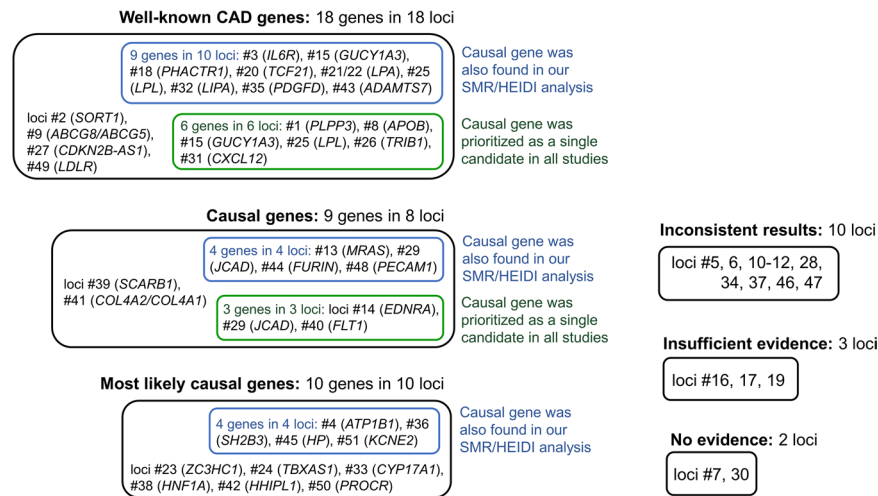 Well-known CAD genes: 18 genes in 18 loci
9 genes in 10 loci: #3 (IL6R), #15 (GUCY1A3),
#18 (PHACTR1), #20 (TCF21), #21/22 (LPA), #25
(LPL), #32 (LIPA), #35 (PDGFD), #43 (ADAMTS7)
Causal gene was
also found in our
SMR/HEIDI analysis
loci #2 (SORT1),
#9 (ABCG8/ABCG5),
#27 (CDKN2B-AS1),
#49 (LDLR)
6 genes in 6 loci: #1 (PLPP3), #8 (APOB),
#15 (GUCY1A3), #25 (LPL), #26 (TRIB1),
#31 (CXCL12)
Causal gene was
prioritized as a single
candidate in all studies
Causal genes: 9 genes in 8 loci
4 genes in 4 loci: #13 (MRAS), #29
(JCAD), #44 (FURIN), #48 (PECAM1)
Causal gene was
also found in our
SMR/HEIDI analysis
loci #39 (SCARB1),
#41 (COL4A2/COL4A1)
3 genes in 3 loci: loci #14 (EDNRA),
#29 (JCAD), #40 (FLT1)
Causal gene was
prioritized as a single
candidate in all studies
Most likely causal genes: 10 genes in 10 loci
4 genes in 4 loci: #4 (ATP1B1), #36
(SH2B3), #45 (HP), #51 (KCNE2)
Causal gene was
also found in our
SMR/HEIDI analysis
loci #23 (ZC3HC1), #24 (TBXAS1), #33 (CYP17A1),
#38 (HNF1A), #42 (HHIPL1), #50 (PROCR)
Inconsistent results: 10 loci
loci #5, 6, 10-12, 28,
34, 37, 46, 47
Insufficient evidence: 3 loci
loci #16, 17, 19
No evidence: 2 loci
loci #7, 30